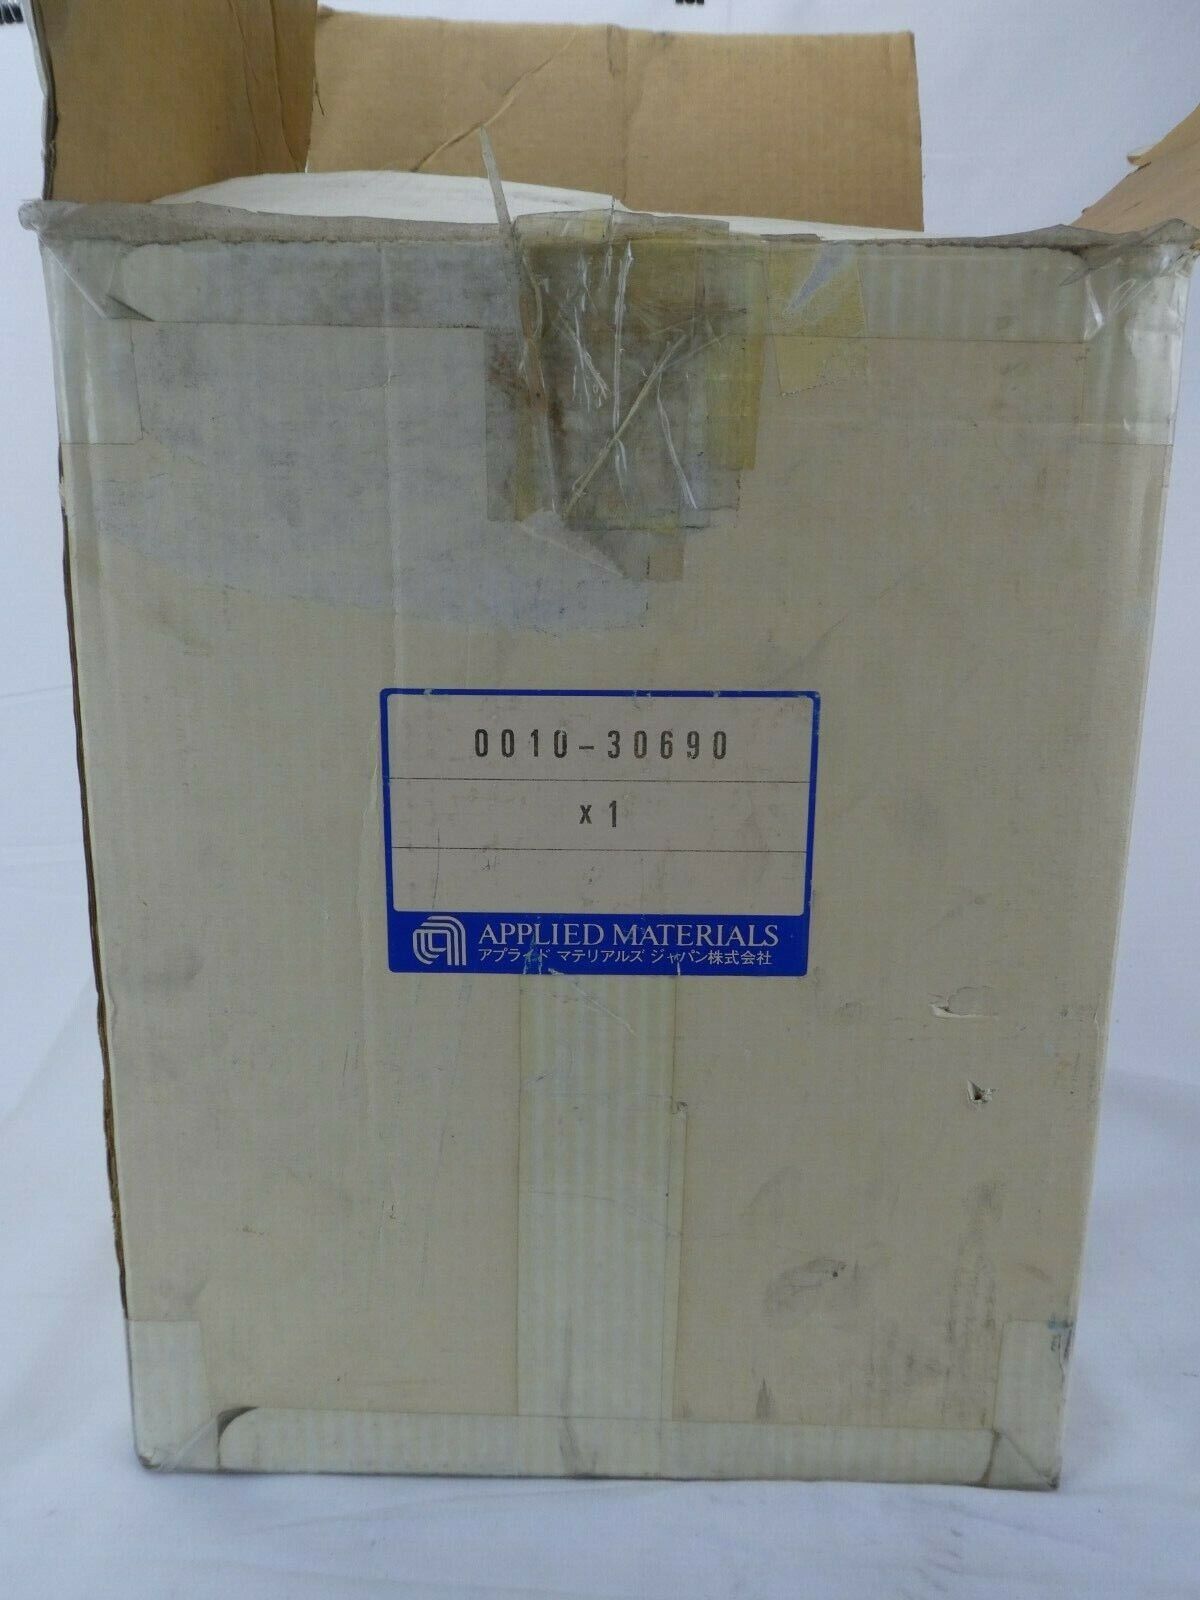 0010-30690
x 1
APPLIED MATERIALS
アプライド マテリアルズ ジャパン株式会社